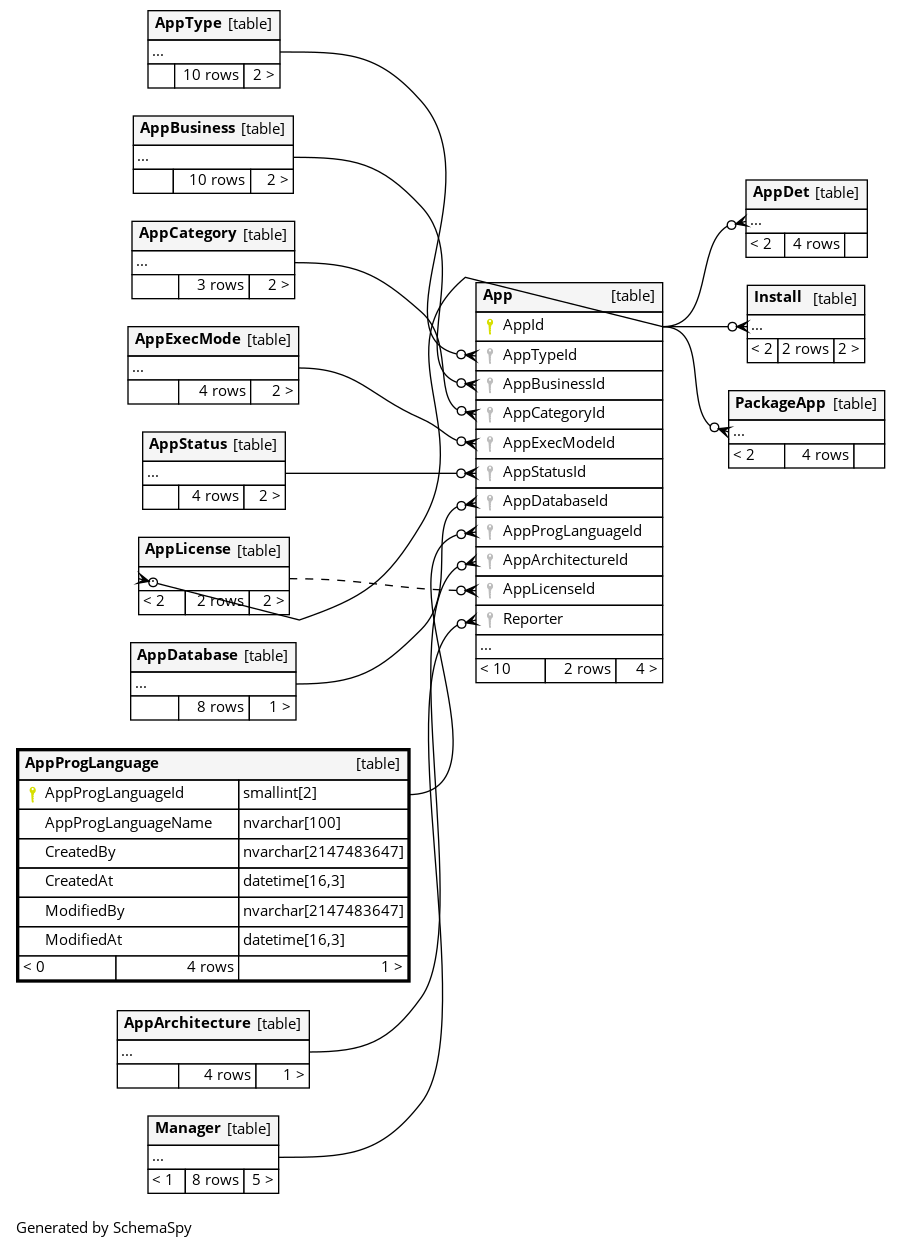 AppType [table]
...
10 rows 2 >
AppBusiness [table]
...
10 rows 2 >
AppCategory [table]
...
3 rows 2 >
AppExecMode [table]
...
4 rows 2 >
AppStatus [table]
...
4 rows 2 >
AppLicense [table]
< 2 2 rows 2 >
AppDatabase [table]
...
8 rows 1 >
AppProgLanguage [table]
AppProgLanguageId smallint[2]
AppProgLanguageName nvarchar[100]
CreatedBy nvarchar[2147483647]
CreatedAt datetime[16,3]
ModifiedBy nvarchar[2147483647]
ModifiedAt datetime[16,3]
< 0 4 rows 1 >
AppArchitecture [table]
...
4 rows 1 >
Manager [table]
...
< 1 8 rows 5 >
App [table]
AppId
AppTypeId
AppBusinessId
AppCategoryId
AppExecModeId
AppStatusId
AppDatabaseId
AppProgLanguageId
AppArchitectureId
AppLicenseId
Reporter
...
< 10 2 rows 4 >
AppDet [table]
...
< 2 4 rows
Install [table]
...
< 2 2 rows 2 >
PackageApp [table]
...
< 2 4 rows
Generated by SchemaSpy